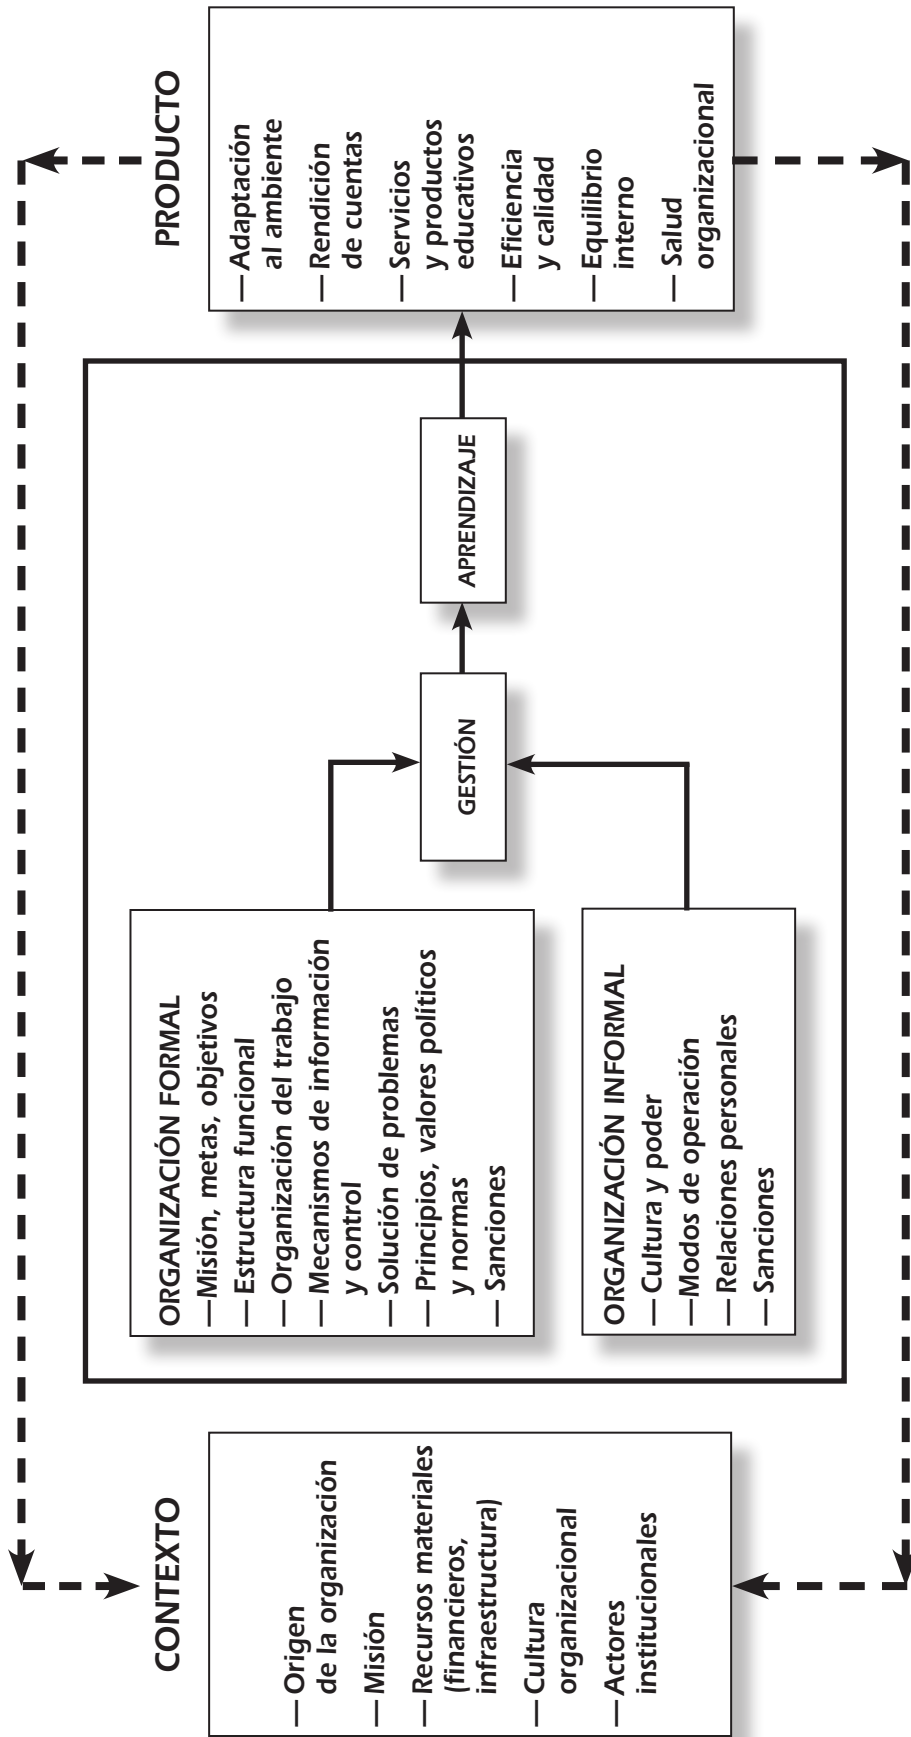 CONTEXTO
— Origen
de la organización
— Misión
— Recursos materiales
(financieros,
infraestructura)
— Cultura
organizacional
— Actores
institucionales
ORGANIZACIÓN FORMAL
— Misión, metas, objetivos
— Estructura funcional
— Organización del trabajo
— Mecanismos de información
y control
— Solución de problemas
— Principios, valores políticos
y normas
— Sanciones
ORGANIZACIÓN INFORMAL
— Cultura y poder
— Modos de operación
— Relaciones personales
— Sanciones
GESTIÓN
APRENDIZAJE
PRODUCTO
— Adaptación
al ambiente
— Rendición
de cuentas
— Servicios
y productos
educativos
— Eficiencia
y calidad
— Equilibrio
interno
— Salud
organizacional